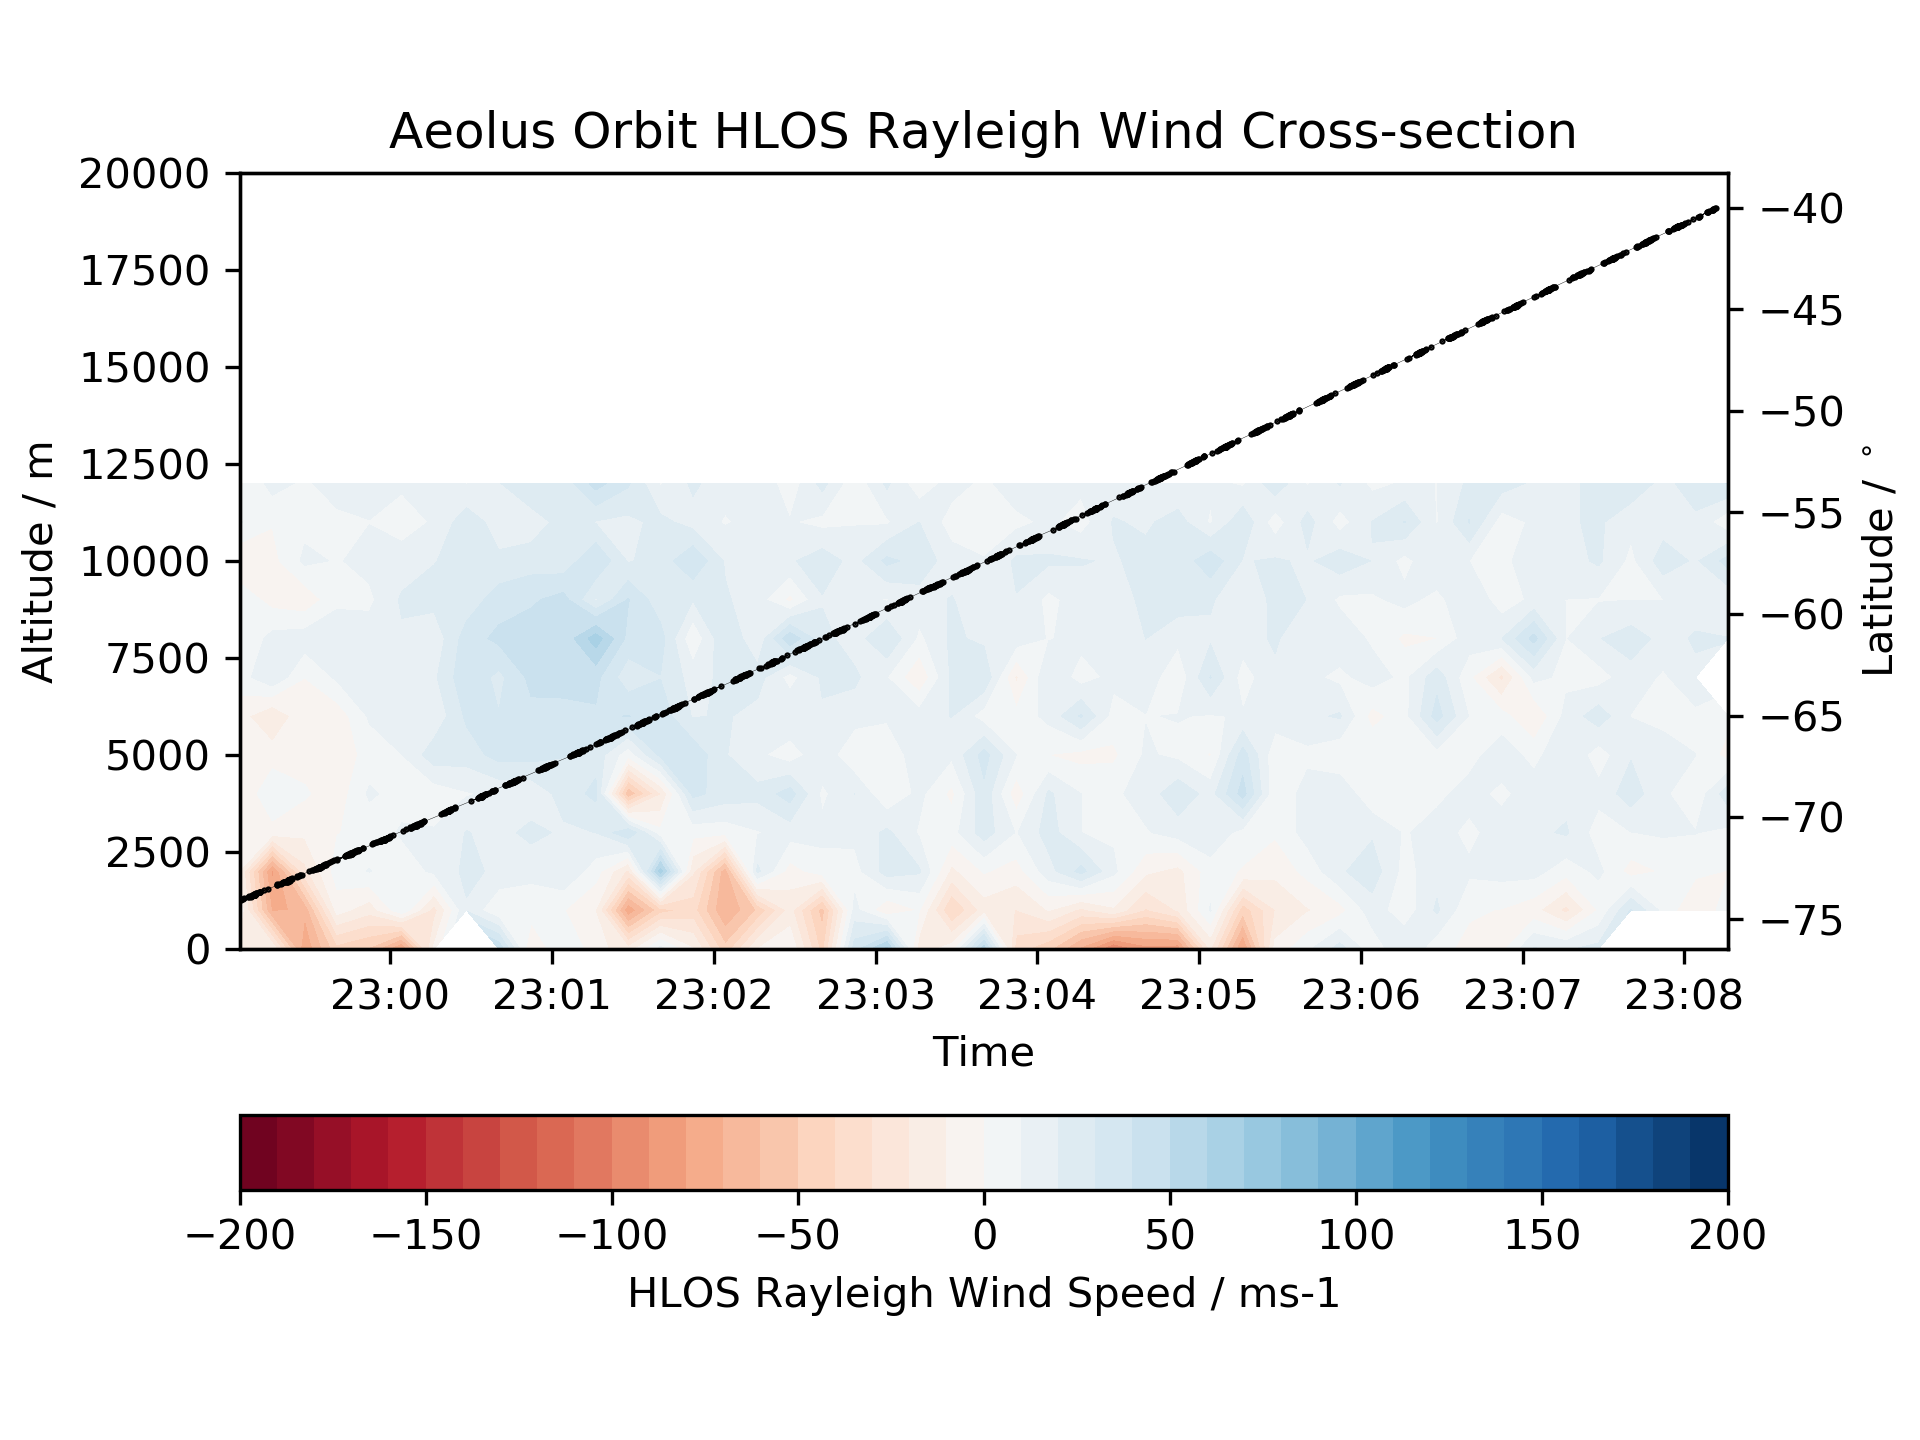 Aeolus Orbit HLOS Rayleigh Wind Cross-section
20000
17500
15000
12500
10000
7500
5000
2500
0
Altitude / m
−40
−45
−50
−55
−60
−65
−70
−75
Latitude / °
23:00 23:01 23:02 23:03 23:04 23:05 23:06 23:07 23:08
Time
−200 −150 −100 −50 0 50 100 150 200
HLOS Rayleigh Wind Speed / ms-1